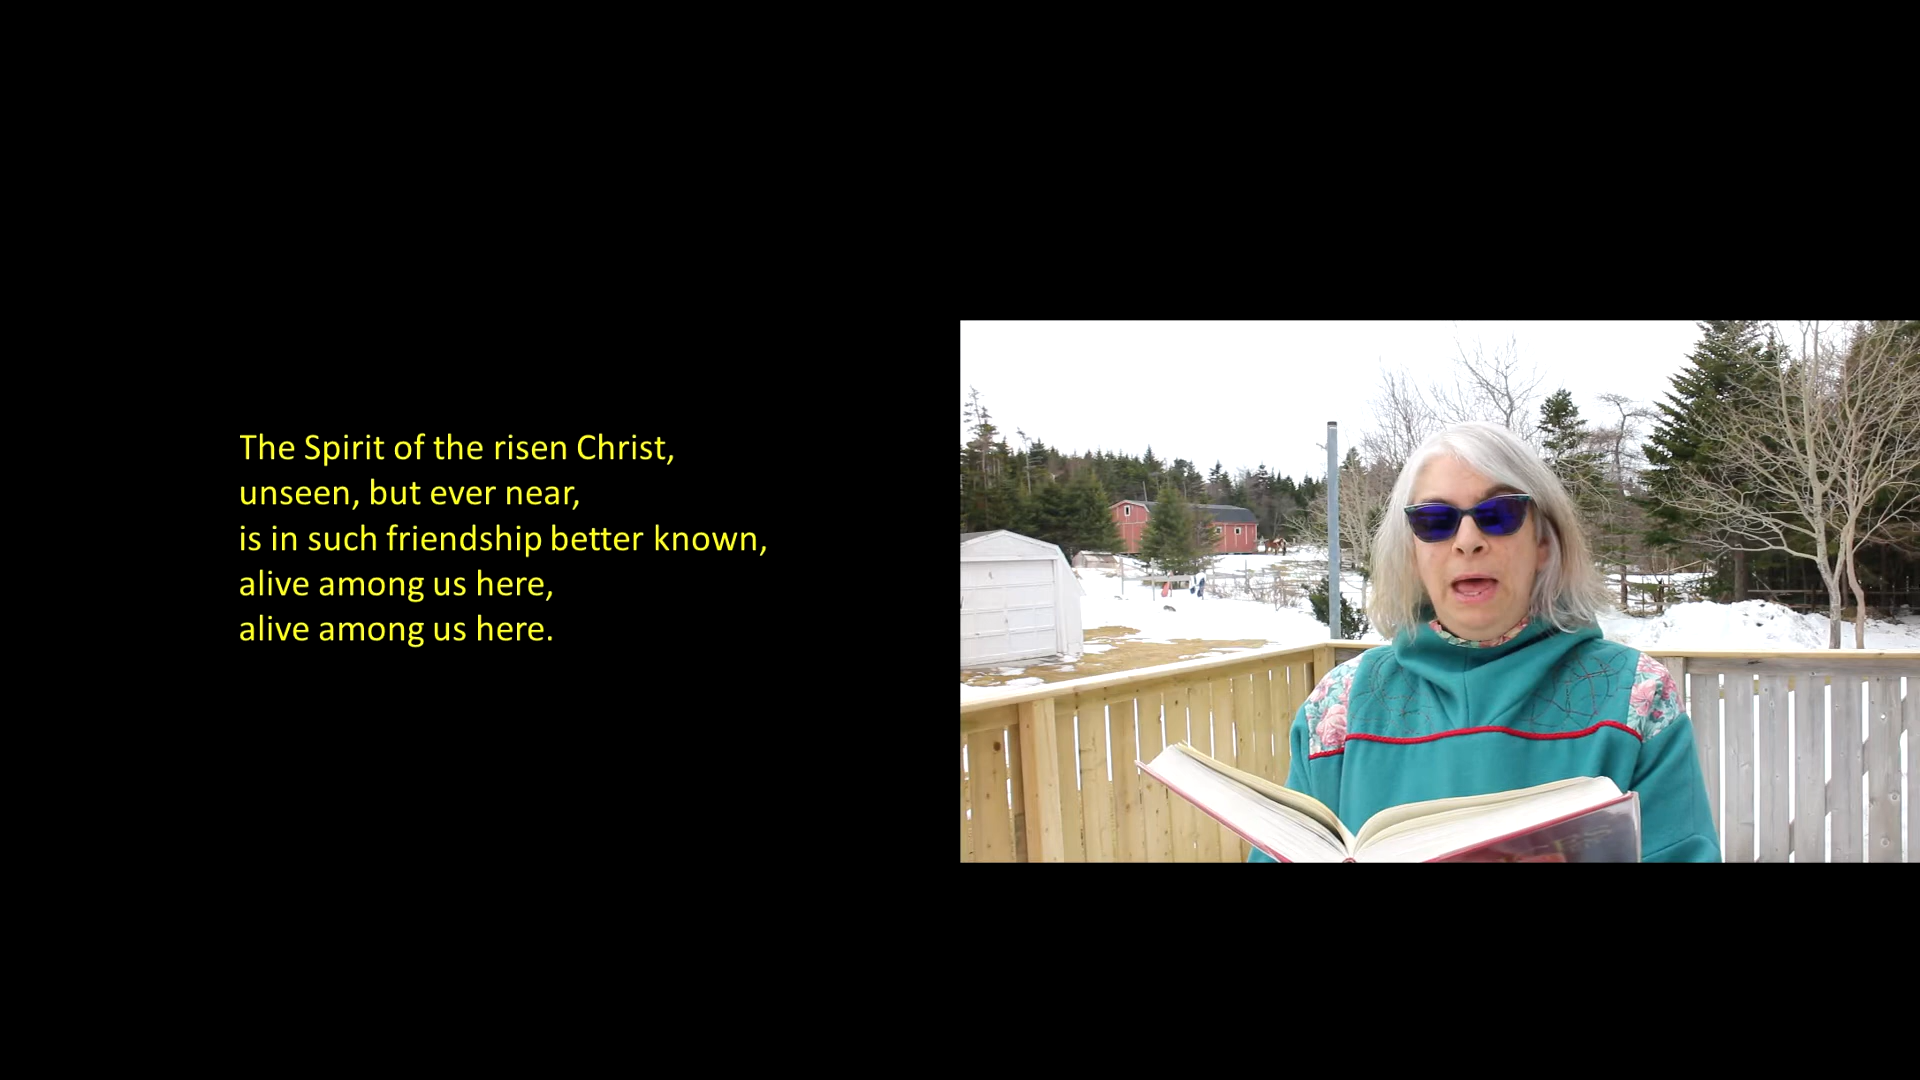 The Spirit of the risen Christ,
unseen, but ever near,
is in such friendship better known,
alive among us here,
alive among us here.